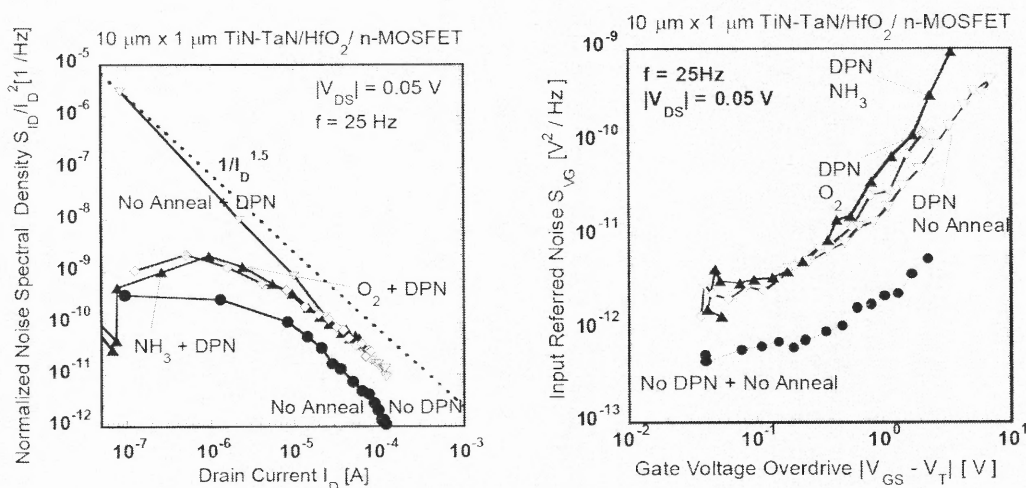 10 μm x 1 μm TiN-TaN/HfO2/ n-MOSFET
Normalized Noise Spectral Density S_ID/I_D^2[1 /Hz]
10^-5
10^-6
10^-7
10^-8
10^-9
10^-10
10^-11
10^-12
|V_DS| = 0.05 V
f = 25 Hz
1/I_D^1.5
No Anneal + DPN
O2 + DPN
NH3 + DPN
No Anneal No DPN
10^-7
10^-6
10^-5
10^-4
10^-3
Drain Current I_D [A]
10 μm x 1 μm TiN-TaN/HfO2/ n-MOSFET
Input Referred Noise S_VG [V^2 / Hz]
10^-9
10^-10
10^-11
10^-12
10^-13
f = 25Hz
|V_DS| = 0.05 V
DPN
NH3
DPN
O2
DPN
No Anneal
No DPN + No Anneal
10^-2
10^-1
10^0
10^1
Gate Voltage Overdrive |V_GS - V_T| [ V ]